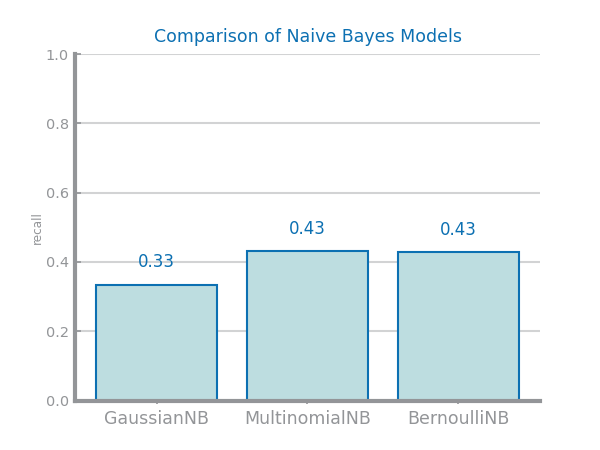 Comparison of Naive Bayes Models
1.0
0.8
0.6
0.4
0.2
0.0
recall
0.33
0.43
0.43
GaussianNB
MultinomialNB
BernoulliNB